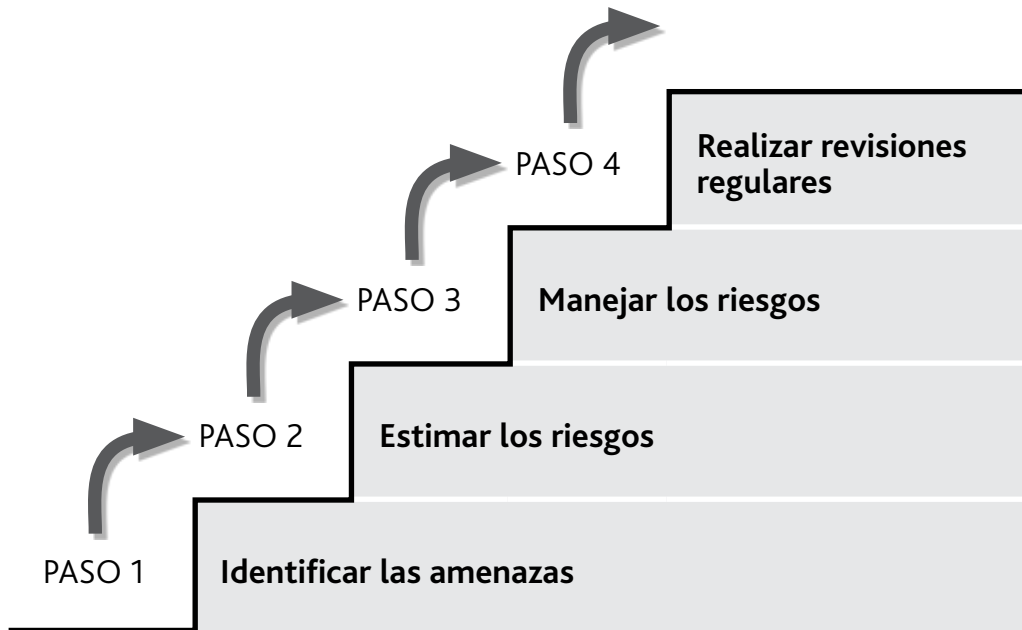 PASO 4
Realizar revisiones
regulares
PASO 3
Manejar los riesgos
PASO 2
Estimar los riesgos
PASO 1
Identificar las amenazas